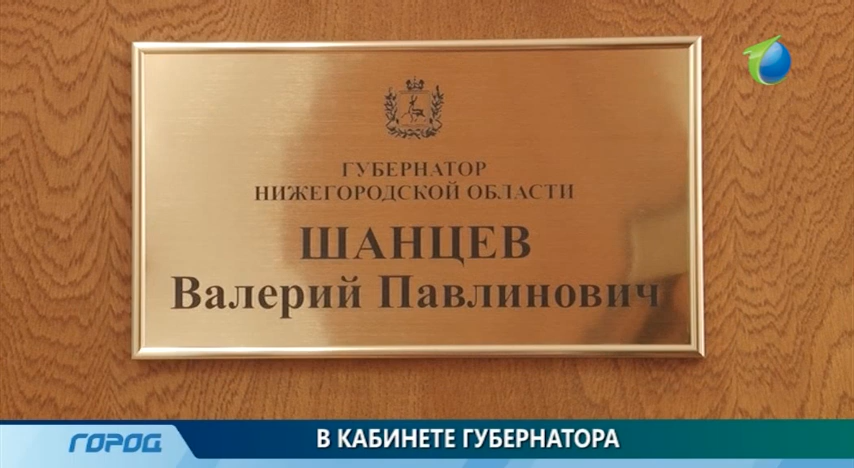 ГУБЕРНАТОР
НИЖЕГОРОДСКОЙ ОБЛАСТИ
ШАНЦЕВ
Валерий Павлинович
ГОРОД
В КАБИНЕТЕ ГУБЕРНАТОРА